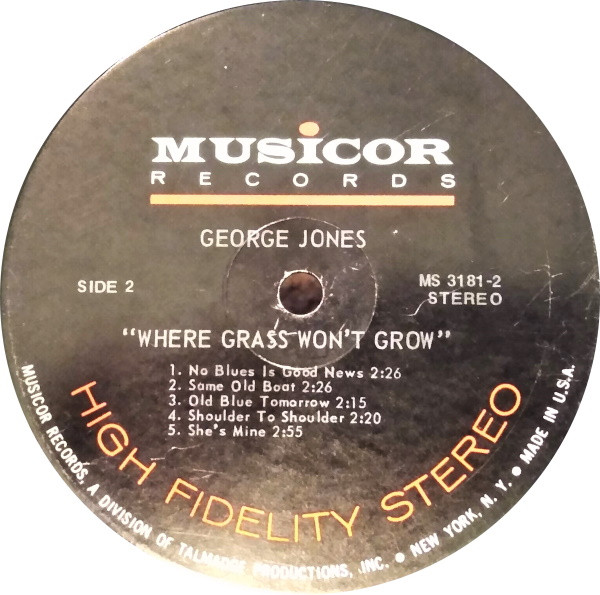 MUSICOR
RECORDS
GEORGE JONES
SIDE 2
MS 3181-2
STEREO
"WHERE GRASS WON'T GROW"
1. No Blues Is Good News 2:26
2. Same Old Boat 2:26
3. Old Blue Tomorrow 2:15
4. Shoulder To Shoulder 2:20
5. She's Mine 2:55
HIGH FIDELITY STEREO
MUSICOR RECORDS, A DIVISION OF TALMADGE PRODUCTIONS, INC. • NEW YORK, N. Y. • MADE IN U.S.A.